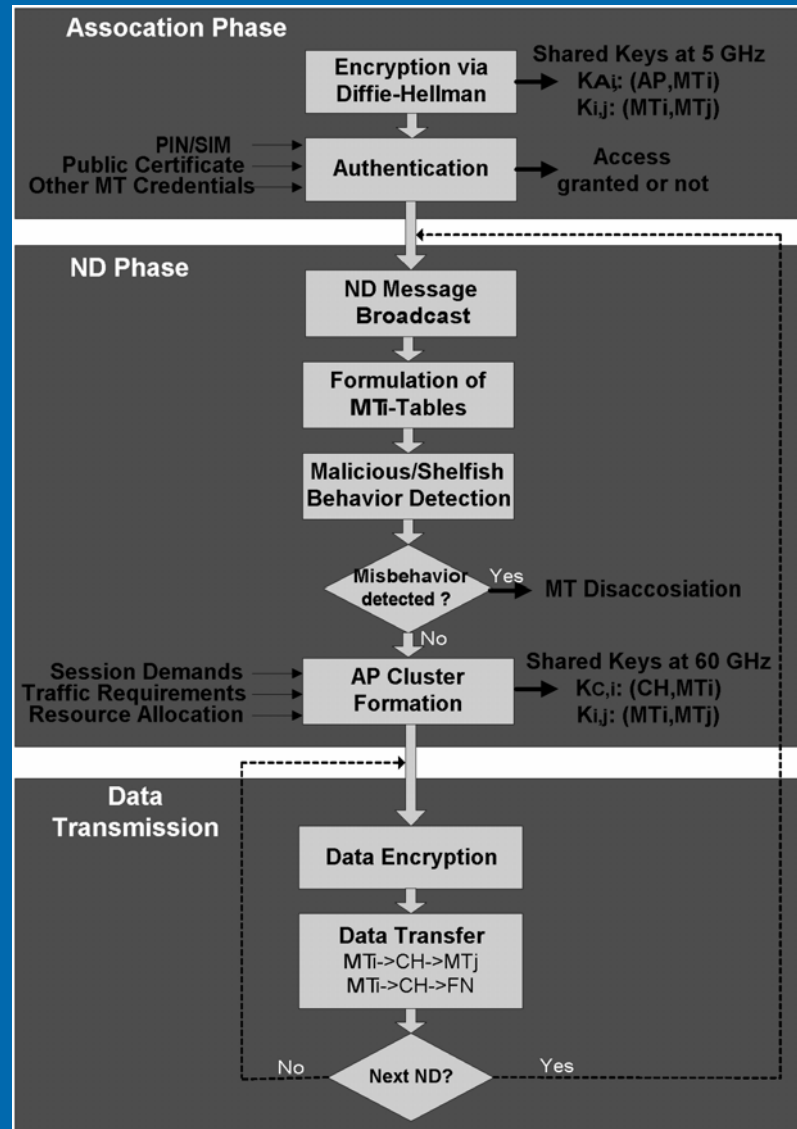 Assocation Phase
Encryption via
Diffie-Hellman
Shared Keys at 5 GHz
KA,i: (AP,MTi)
Ki,j: (MTi,MTj)
PIN/SIM
Public Certificate
Other MT Credentials
Authentication
Access
granted or not
ND Phase
ND Message
Broadcast
Formulation of
MTi-Tables
Malicious/Shelfish
Behavior Detection
Misbehavior
detected ?
Yes
MT Disaccosiation
No
Session Demands
Traffic Requirements
Resource Allocation
AP Cluster
Formation
Shared Keys at 60 GHz
KC,i: (CH,MTi)
Ki,j: (MTi,MTj)
Data
Transmission
Data Encryption
Data Transfer
MTi->CH->MTj
MTi->CH->FN
No
Next ND?
Yes